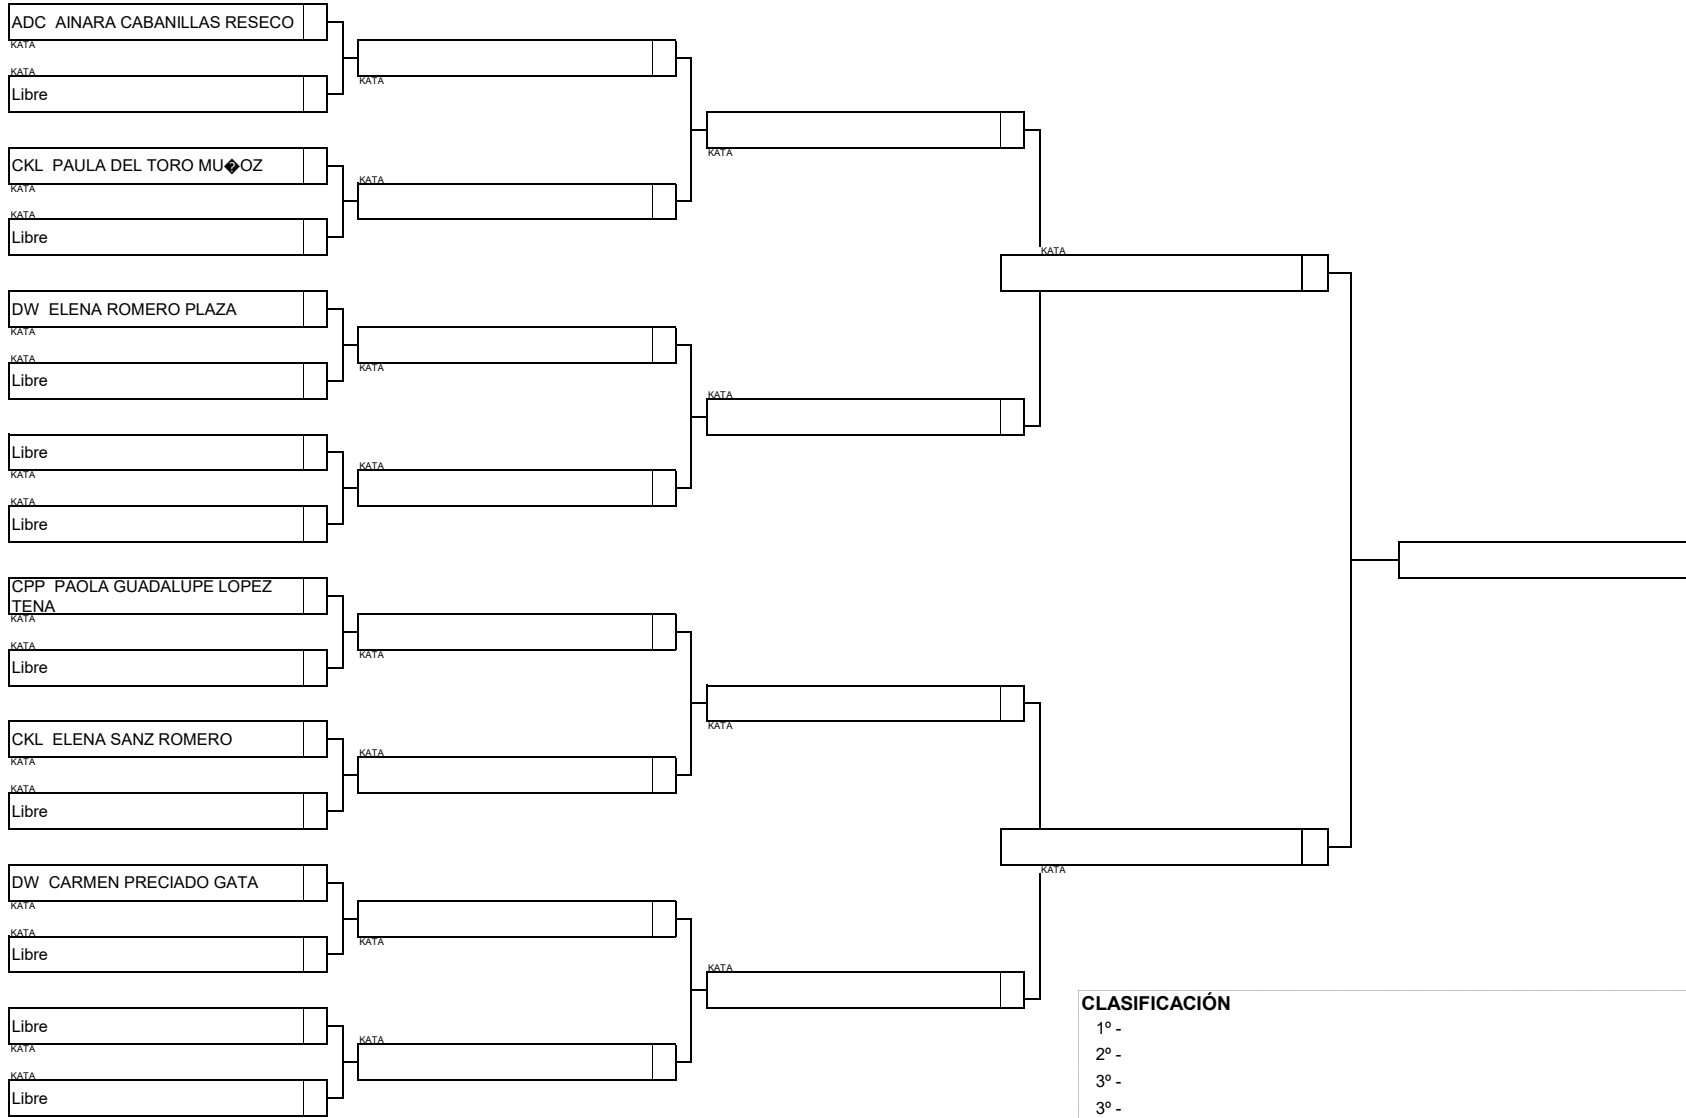 ADC AINARA CABANILLAS RESECO
KATA
KATA
KATA
Libre
KATA
CKL PAULA DEL TORO MU�OZ
KATA
KATA
KATA
Libre
KATA
DW ELENA ROMERO PLAZA
KATA
KATA
KATA
Libre
KATA
Libre
KATA
KATA
KATA
Libre
CPP PAOLA GUADALUPE LOPEZ
TENA
KATA
KATA
KATA
Libre
KATA
CKL ELENA SANZ ROMERO
KATA
KATA
KATA
Libre
KATA
DW CARMEN PRECIADO GATA
KATA
KATA
KATA
Libre
KATA
Libre
KATA
KATA
KATA
Libre
CLASIFICACIÓN
1º -
2º -
3º -
3º -